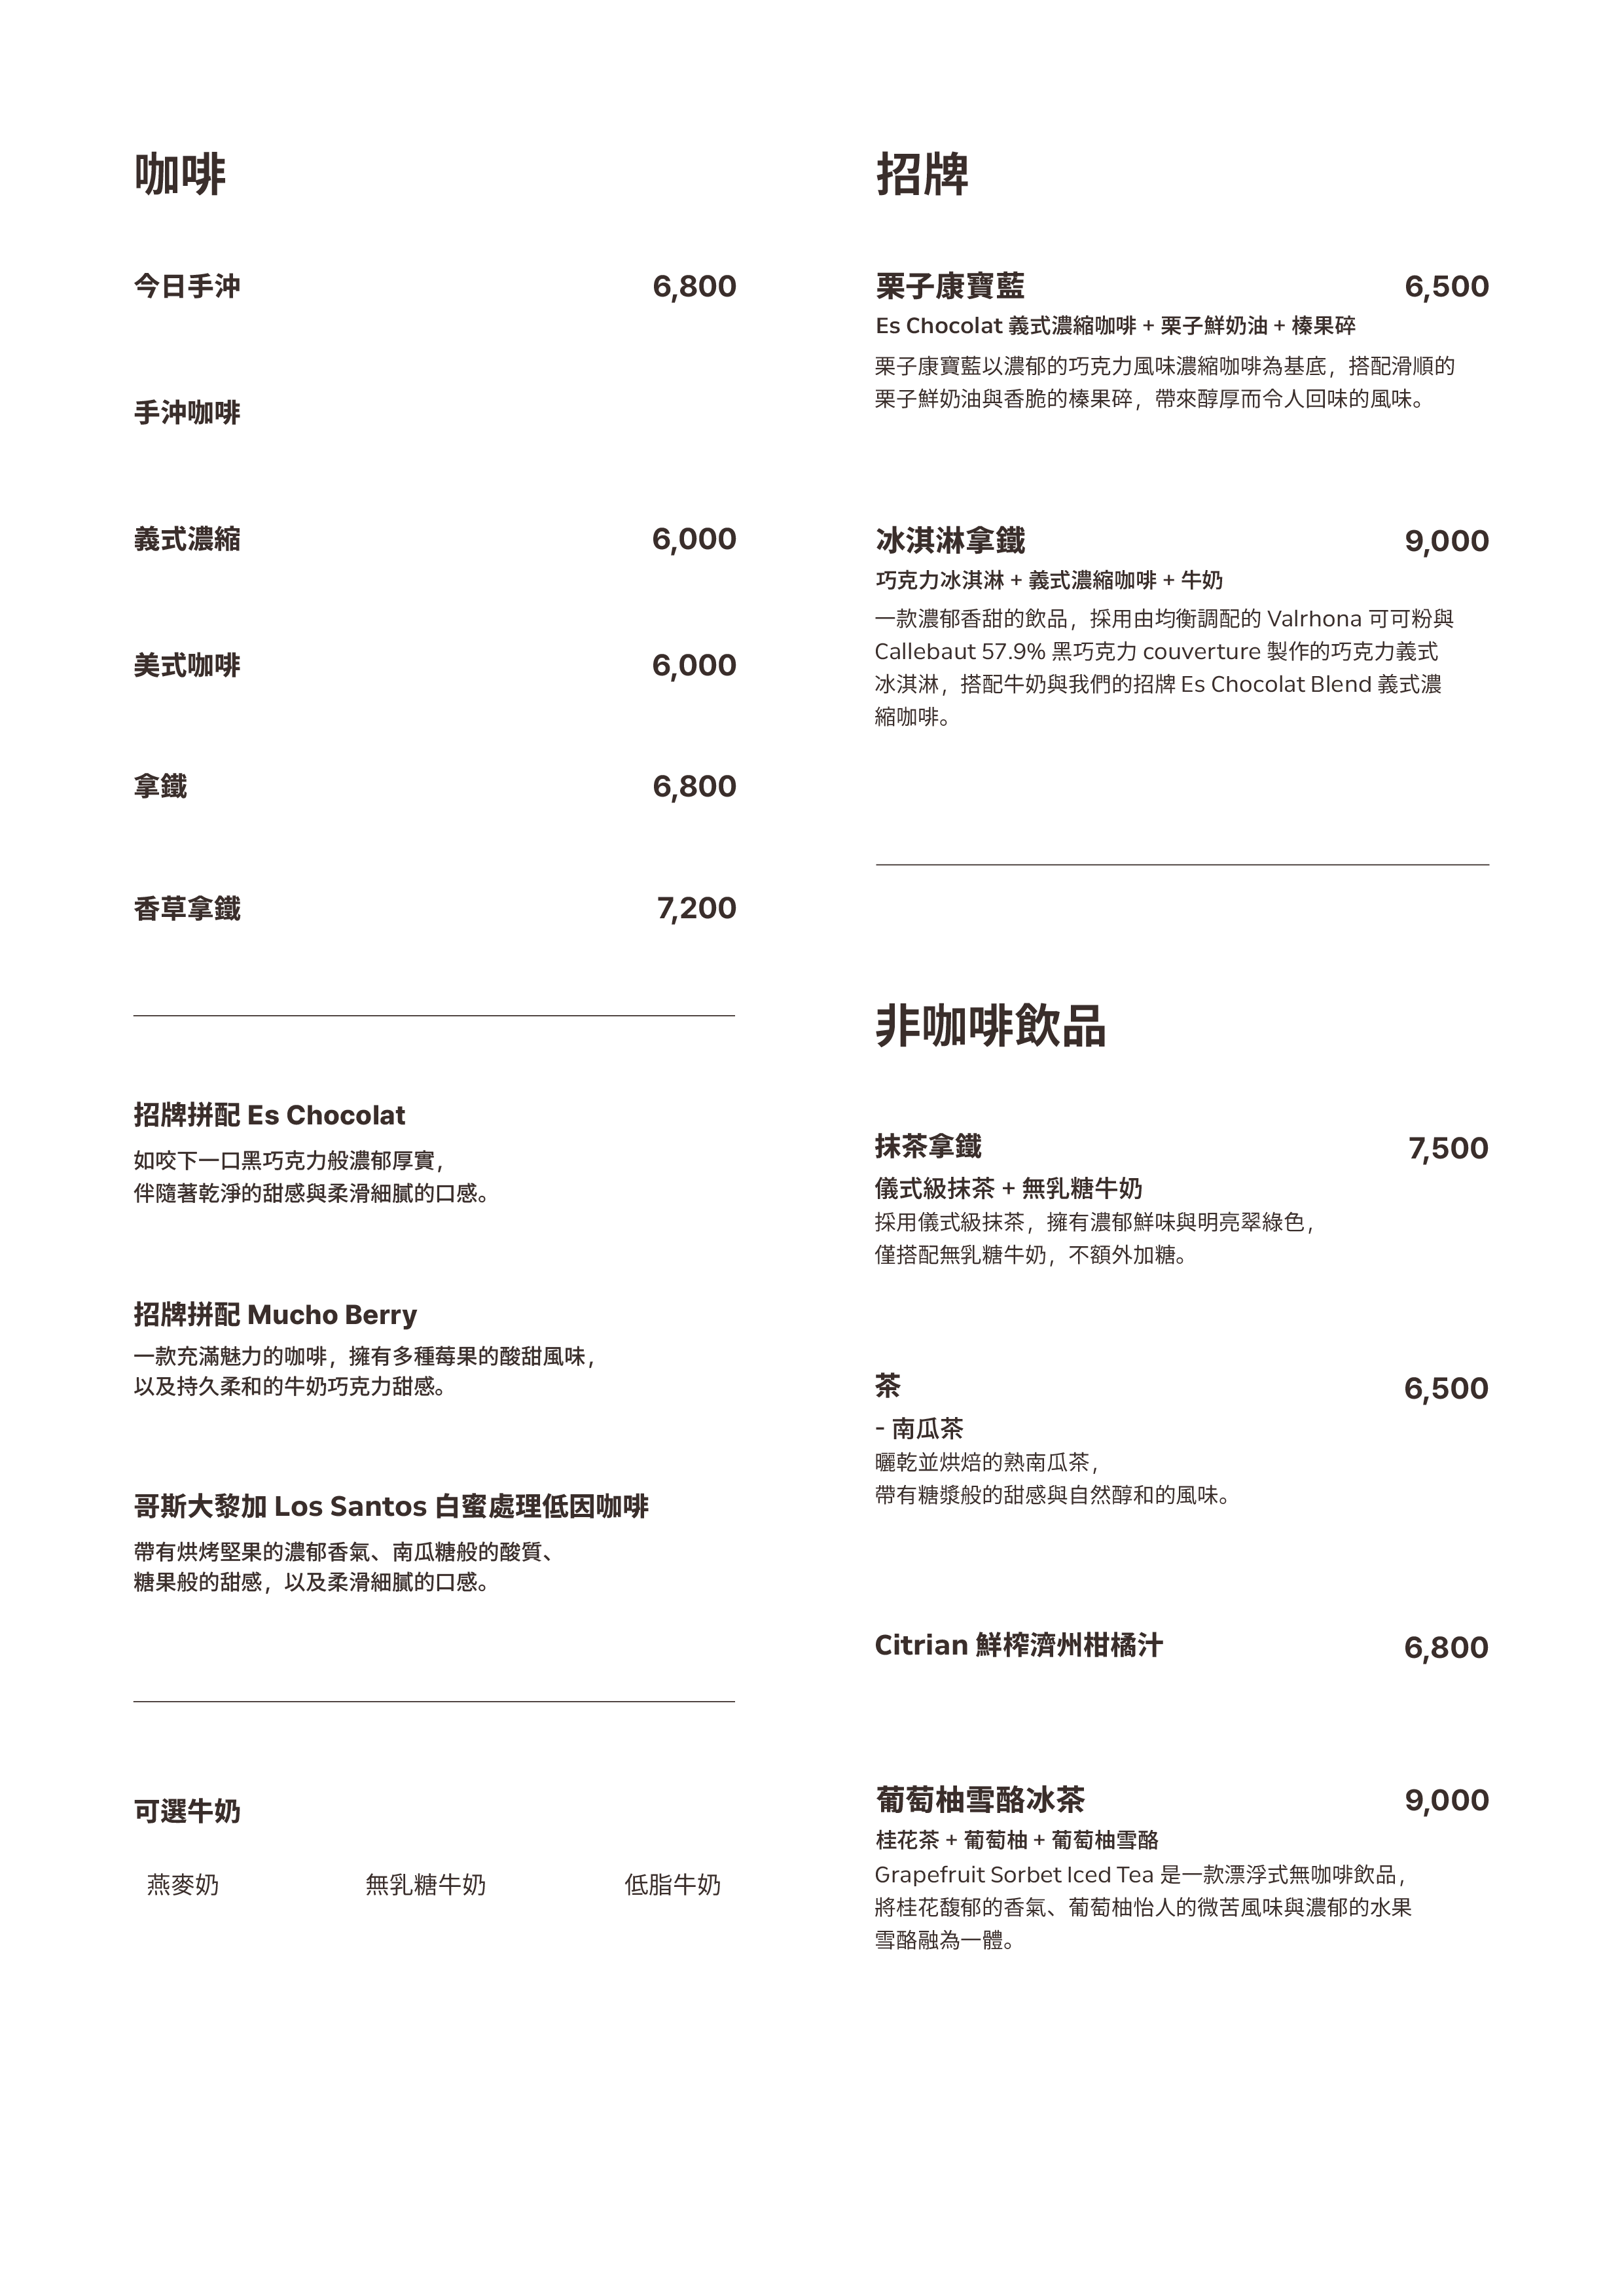 咖啡
今日手沖 6,800
手沖咖啡
義式濃縮 6,000
美式咖啡 6,000
拿鐵 6,800
香草拿鐵 7,200
招牌拼配 Es Chocolat
如咬下一口黑巧克力般濃郁厚實，
伴隨著乾淨的甜感與柔滑細膩的口感。
招牌拼配 Mucho Berry
一款充滿魅力的咖啡，擁有多種莓果的酸甜風味，
以及持久柔和的牛奶巧克力甜感。
哥斯大黎加 Los Santos 白蜜處理低因咖啡
帶有烘烤堅果的濃郁香氣、南瓜糖般的酸質、
糖果般的甜感，以及柔滑細膩的口感。
可選牛奶
燕麥奶 無乳糖牛奶 低脂牛奶
招牌
栗子康寶藍 6,500
Es Chocolat 義式濃縮咖啡 + 栗子鮮奶油 + 榛果碎
栗子康寶藍以濃郁的巧克力風味濃縮咖啡為基底，搭配滑順的
栗子鮮奶油與香脆的榛果碎，帶來醇厚而令人回味的風味。
冰淇淋拿鐵 9,000
巧克力冰淇淋 + 義式濃縮咖啡 + 牛奶
一款濃郁香甜的飲品，採用由均衡調配的 Valrhona 可可粉與
Callebaut 57.9% 黑巧克力 couverture 製作的巧克力義式
冰淇淋，搭配牛奶與我們的招牌 Es Chocolat Blend 義式濃
縮咖啡。
非咖啡飲品
抹茶拿鐵 7,500
儀式級抹茶 + 無乳糖牛奶
採用儀式級抹茶，擁有濃郁鮮味與明亮翠綠色，
僅搭配無乳糖牛奶，不額外加糖。
茶 6,500
- 南瓜茶
曬乾並烘焙的熟南瓜茶，
帶有糖漿般的甜感與自然醇和的風味。
Citrian 鮮榨濟州柑橘汁 6,800
葡萄柚雪酪冰茶 9,000
桂花茶 + 葡萄柚 + 葡萄柚雪酪
Grapefruit Sorbet Iced Tea 是一款漂浮式無咖啡飲品，
將桂花馥郁的香氣、葡萄柚怡人的微苦風味與濃郁的水果
雪酪融為一體。